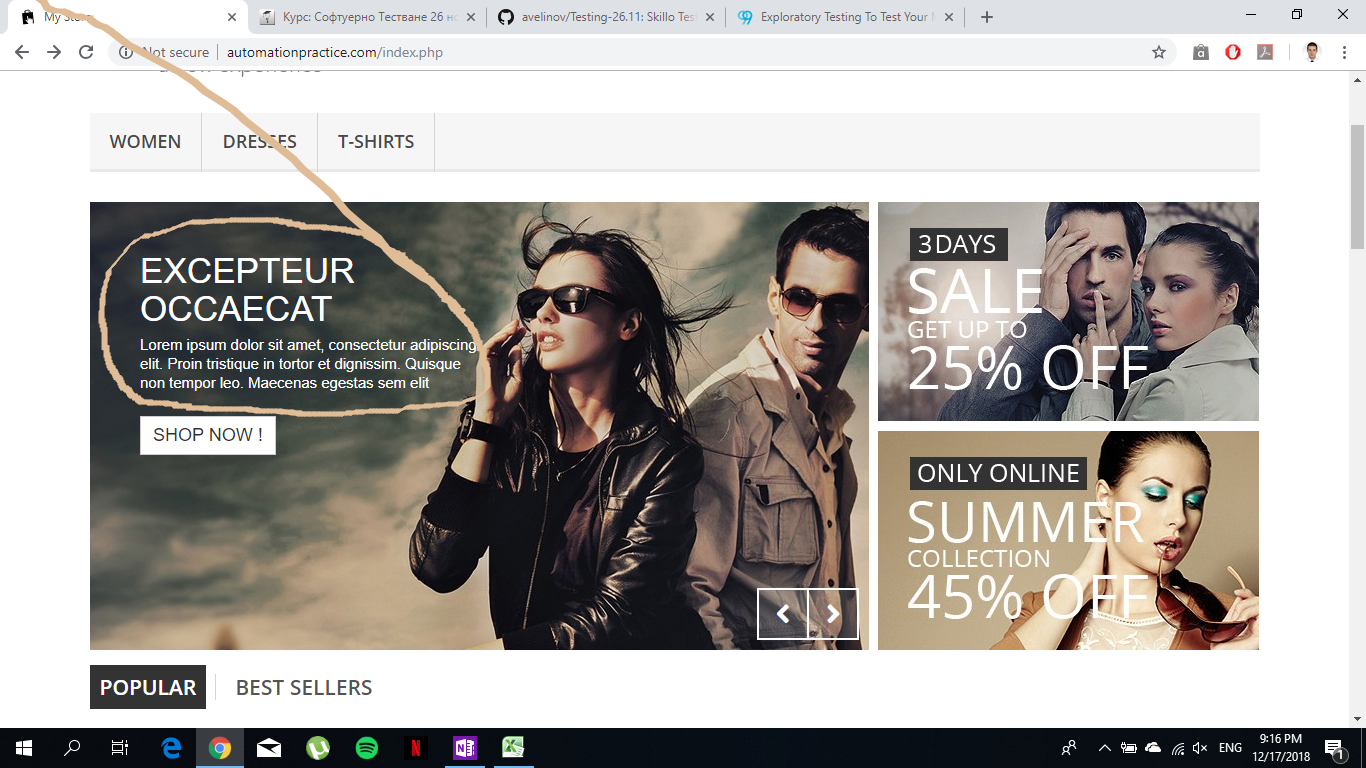 My Store
Курс: Софтуерно Тестване 26 но
avelinov/Testing-26.11: Skillo Tes
Exploratory Testing To Test Your
Not secure
automationpractice.com/index.php
WOMEN
DRESSES
T-SHIRTS
EXCEPTEUR
OCCAECAT
Lorem ipsum dolor sit amet, consectetur adipiscing
elit. Proin tristique in tortor et dignissim. Quisque
non tempor leo. Maecenas egestas sem elit
SHOP NOW !
3 DAYS
SALE
GET UP TO
25% OFF
ONLY ONLINE
SUMMER
COLLECTION
45% OFF
POPULAR
BEST SELLERS
ENG
9:16 PM
12/17/2018
1